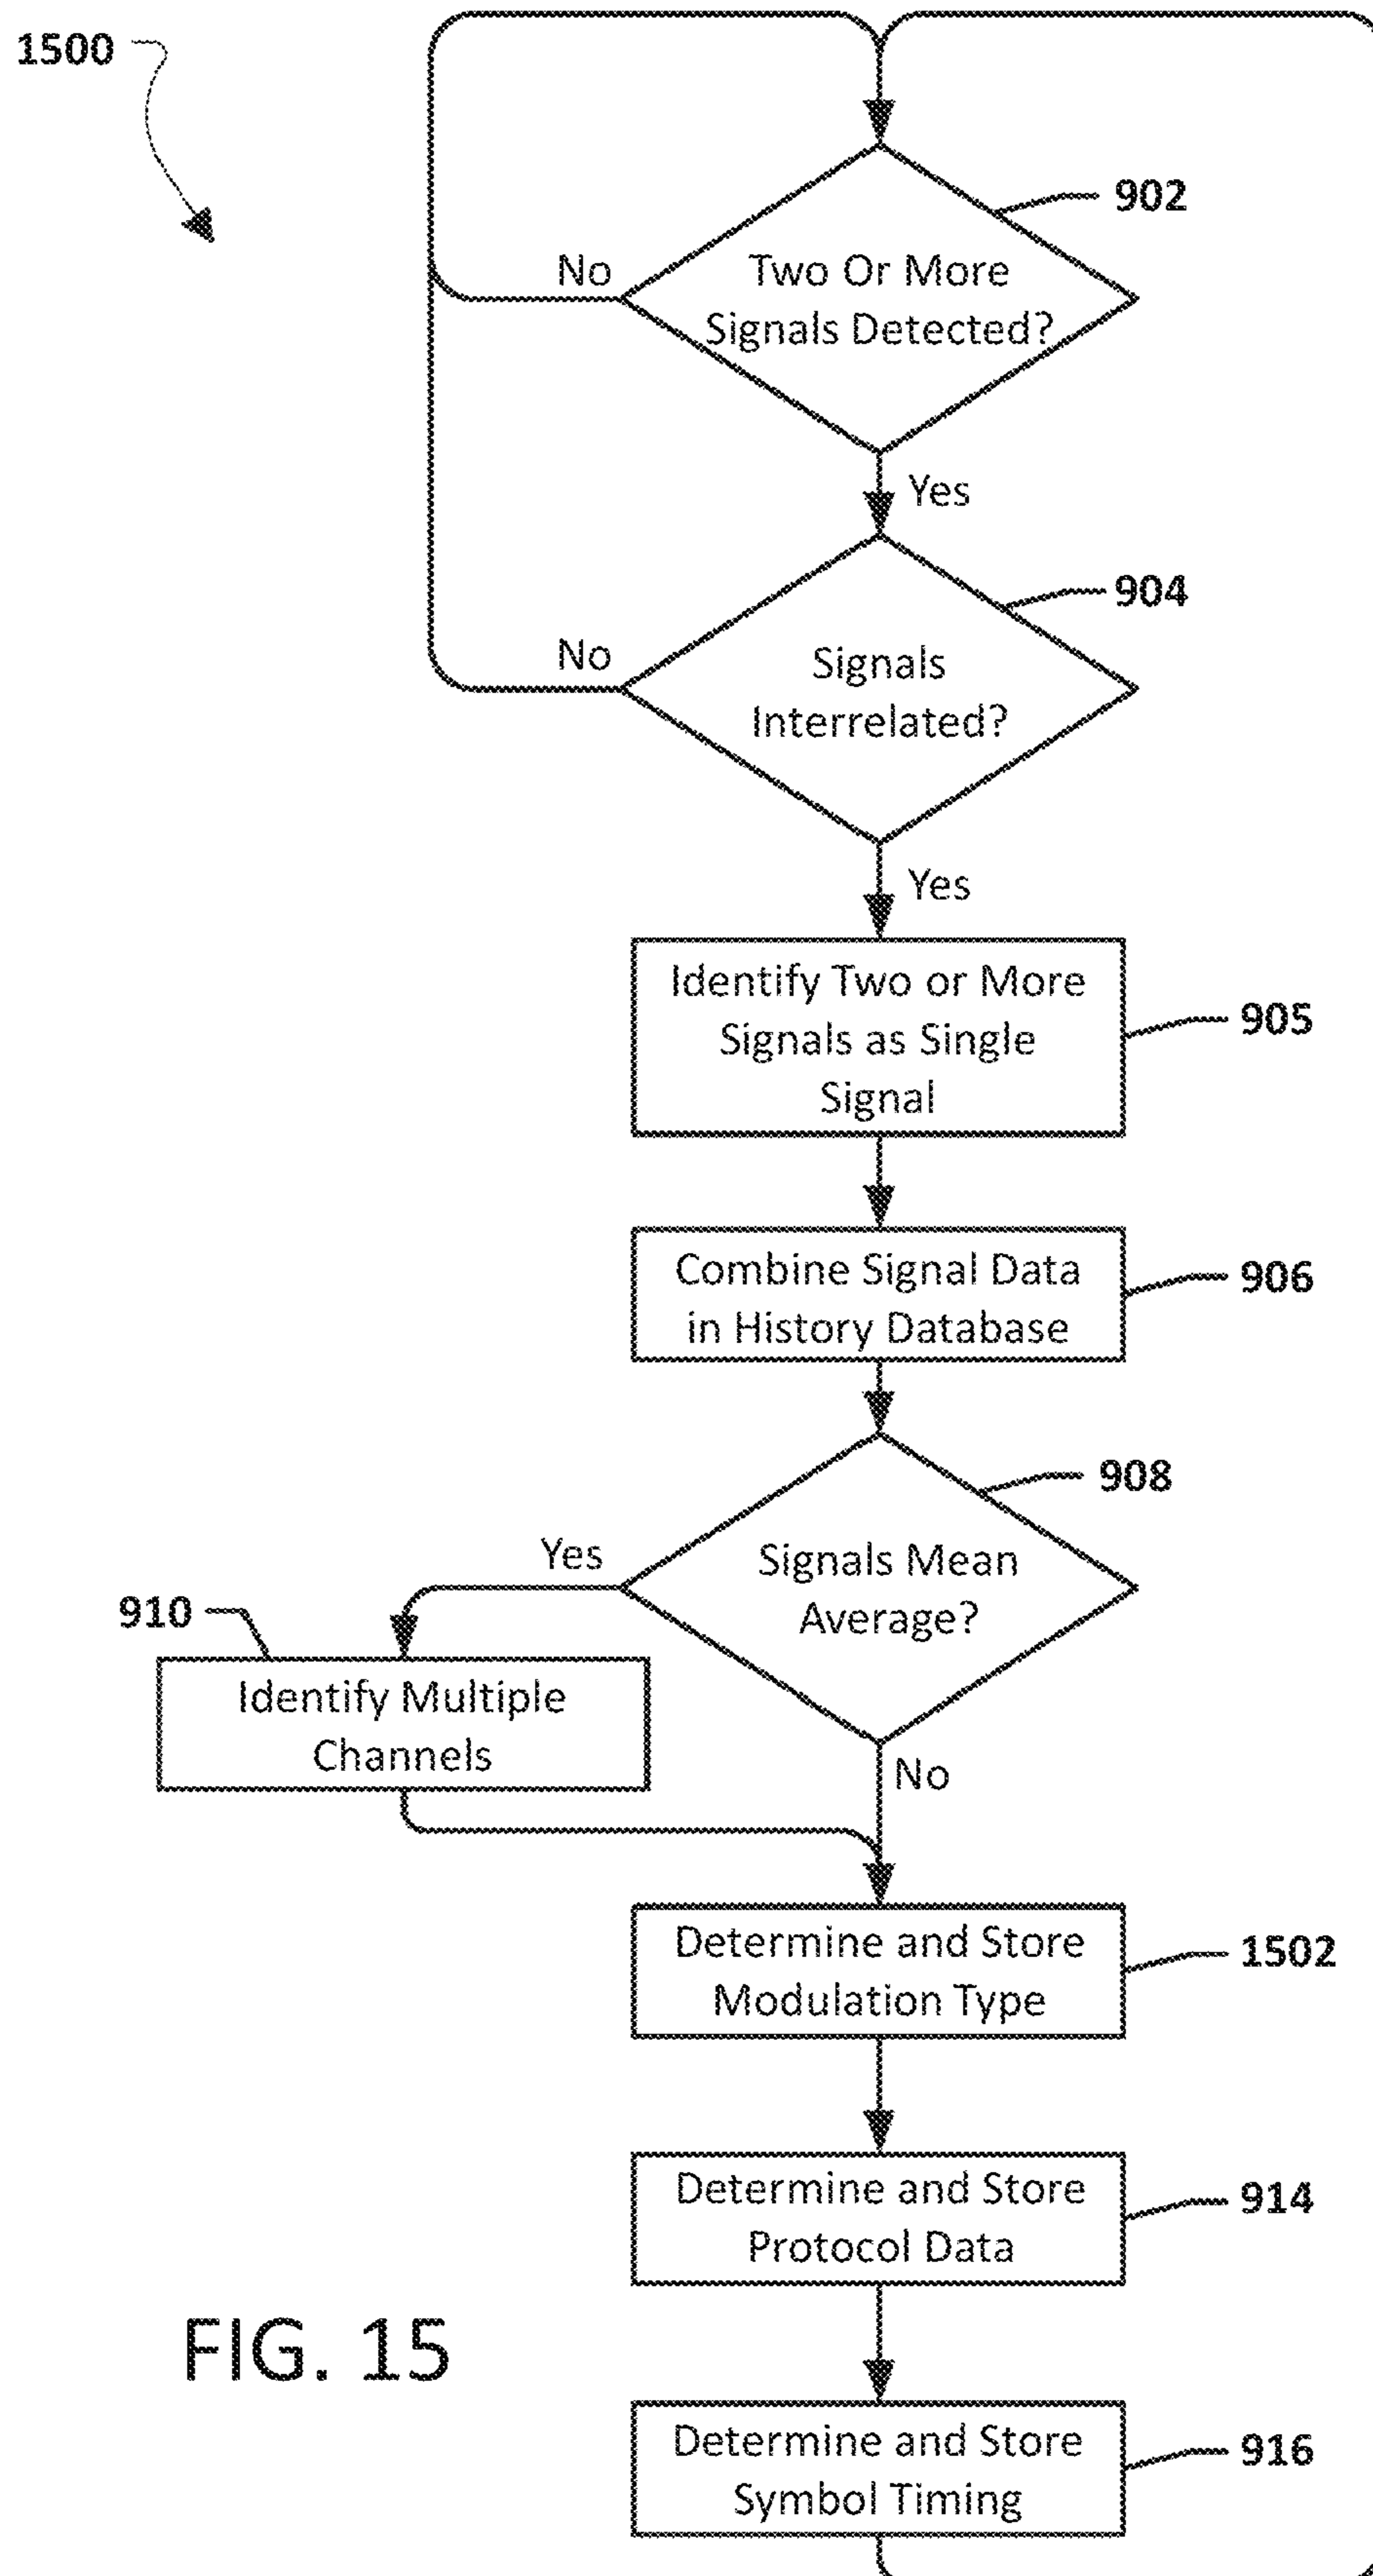 1500
902
No
Two Or More
Signals Detected?
Yes
904
No
Signals
Interrelated?
Yes
Identify Two or More
Signals as Single
Signal
905
Combine Signal Data
in History Database
906
908
Yes
Signals Mean
Average?
910
Identify Multiple
Channels
No
Determine and Store
Modulation Type
1502
Determine and Store
Protocol Data
914
FIG. 15
Determine and Store
Symbol Timing
916